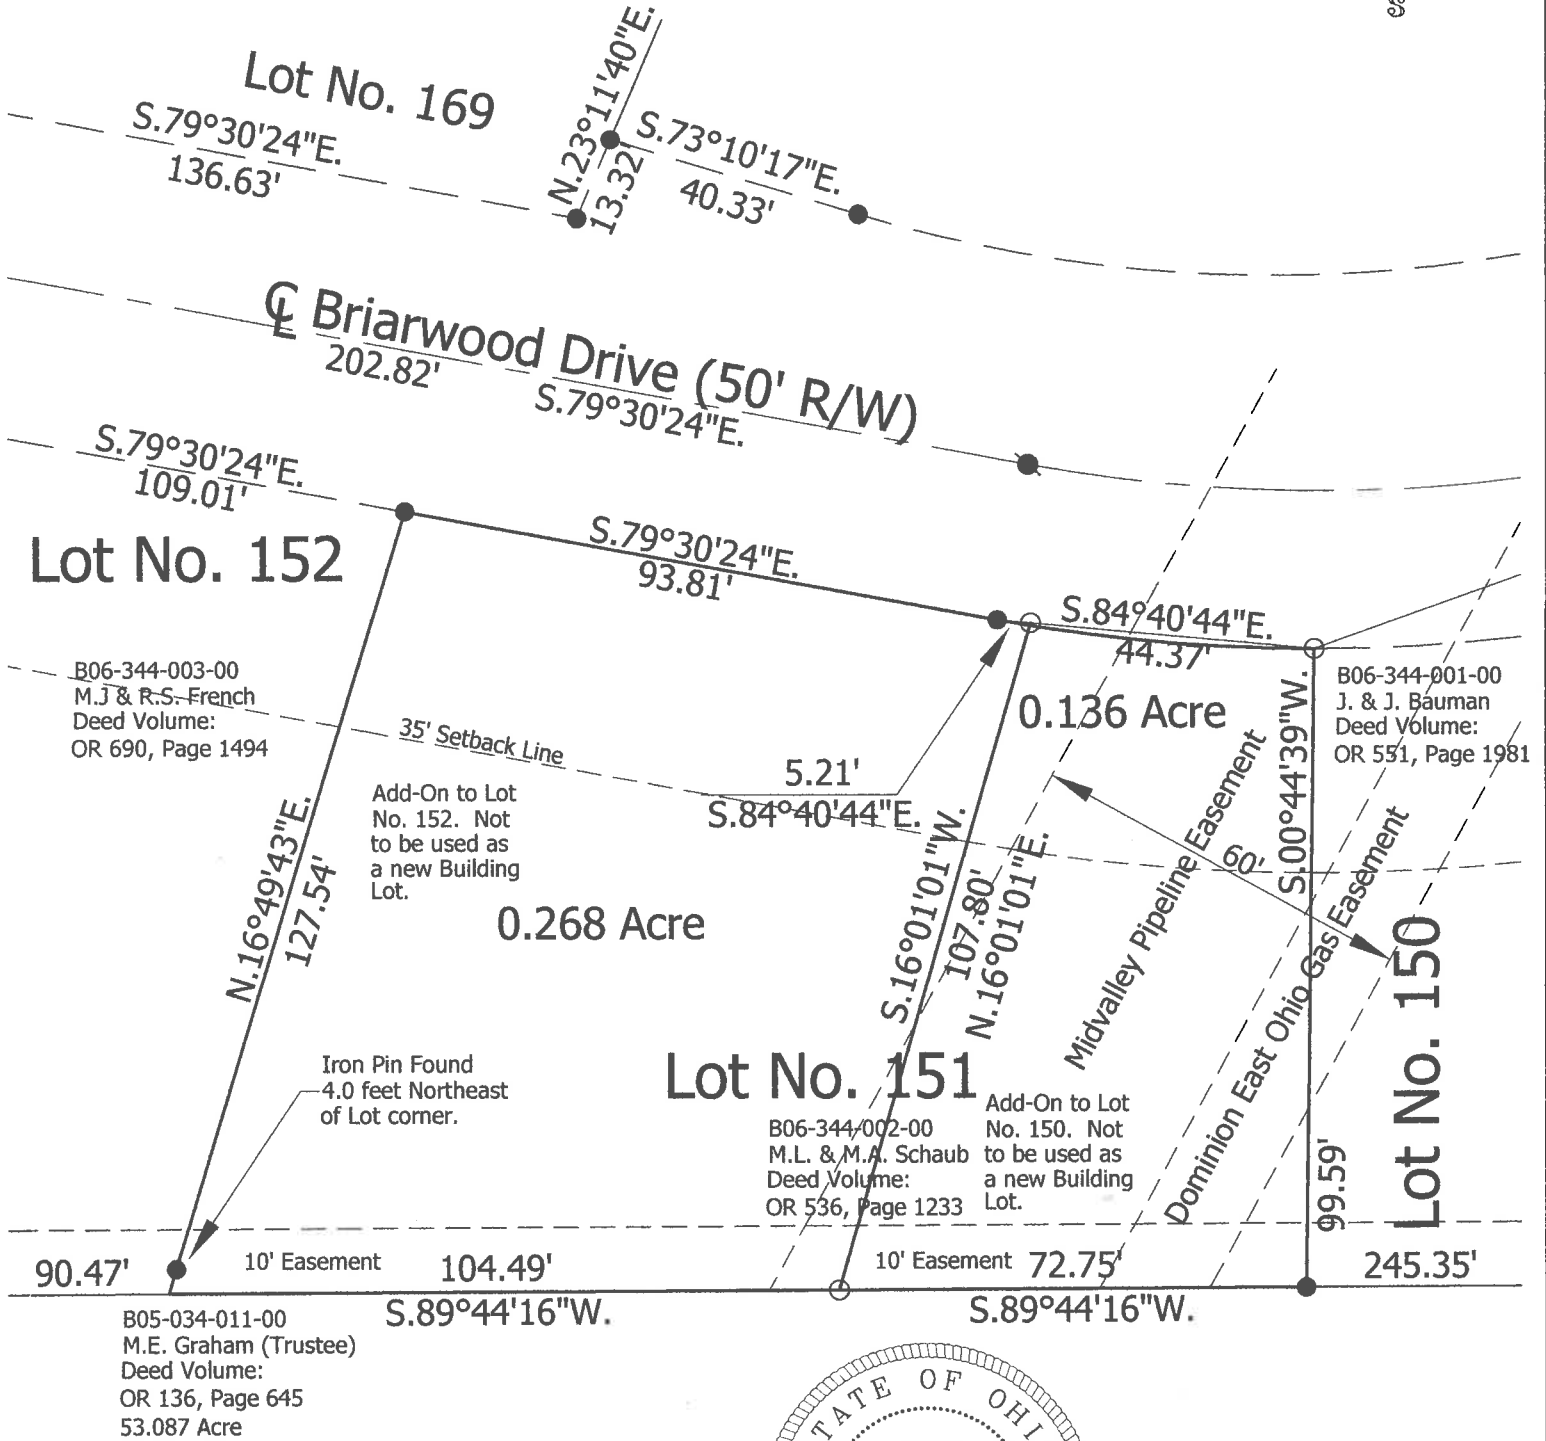 Lot No. 169
S.79°30'24"E.
136.63'
N.23°11'40"E.
13.32'
S.73°10'17"E.
40.33'
℄ Briarwood Drive (50' R/W)
202.82'
S.79°30'24"E.
S.79°30'24"E.
109.01'
Lot No. 152
S.79°30'24"E.
93.81'
S.84°40'44"E.
44.37'
B06-344-003-00
M.J & R.S. French
Deed Volume:
OR 690, Page 1494
35' Setback Line
5.21'
S.84°40'44"E.
0.136 Acre
B06-344-001-00
J. & J. Bauman
Deed Volume:
OR 551, Page 1981
S.00°44'39"W.
99.59'
Add-On to Lot
No. 152. Not
to be used as
a new Building
Lot.
N.16°49'43"E.
127.54'
0.268 Acre
S.16°01'01"W.
107.80'
N.16°01'01"E.
Midvalley Pipeline Easement
60'
Dominion East Ohio Gas Easement
Lot No. 150
Iron Pin Found
4.0 feet Northeast
of Lot corner.
Lot No. 151
B06-344-002-00
M.L. & M.A. Schaub
Deed Volume:
OR 536, Page 1233
Add-On to Lot
No. 150. Not
to be used as
a new Building
Lot.
90.47'
10' Easement
104.49'
S.89°44'16"W.
10' Easement
72.75'
S.89°44'16"W.
245.35'
B05-034-011-00
M.E. Graham (Trustee)
Deed Volume:
OR 136, Page 645
53.087 Acre
TATE OF OHI